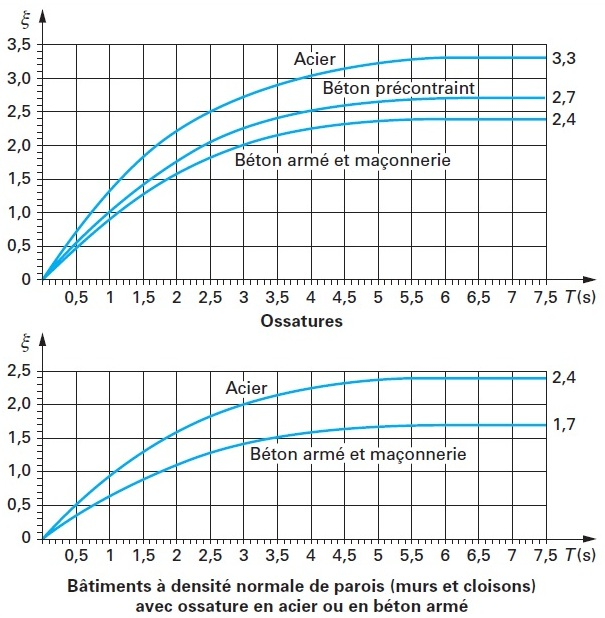 ξ
3,5
3,0
2,5
2,0
1,5
1,0
0,5
0
Acier
Béton précontraint
Béton armé et maçonnerie
3,3
2,7
2,4
0,5 1 1,5 2 2,5 3 3,5 4 4,5 5 5,5 6 6,5 7 7,5 T(s)
Ossatures
ξ
2,5
2,0
1,5
1,0
0,5
0
Acier
Béton armé et maçonnerie
2,4
1,7
0,5 1 1,5 2 2,5 3 3,5 4 4,5 5 5,5 6 6,5 7 7,5 T(s)
Bâtiments à densité normale de parois (murs et cloisons)
avec ossature en acier ou en béton armé